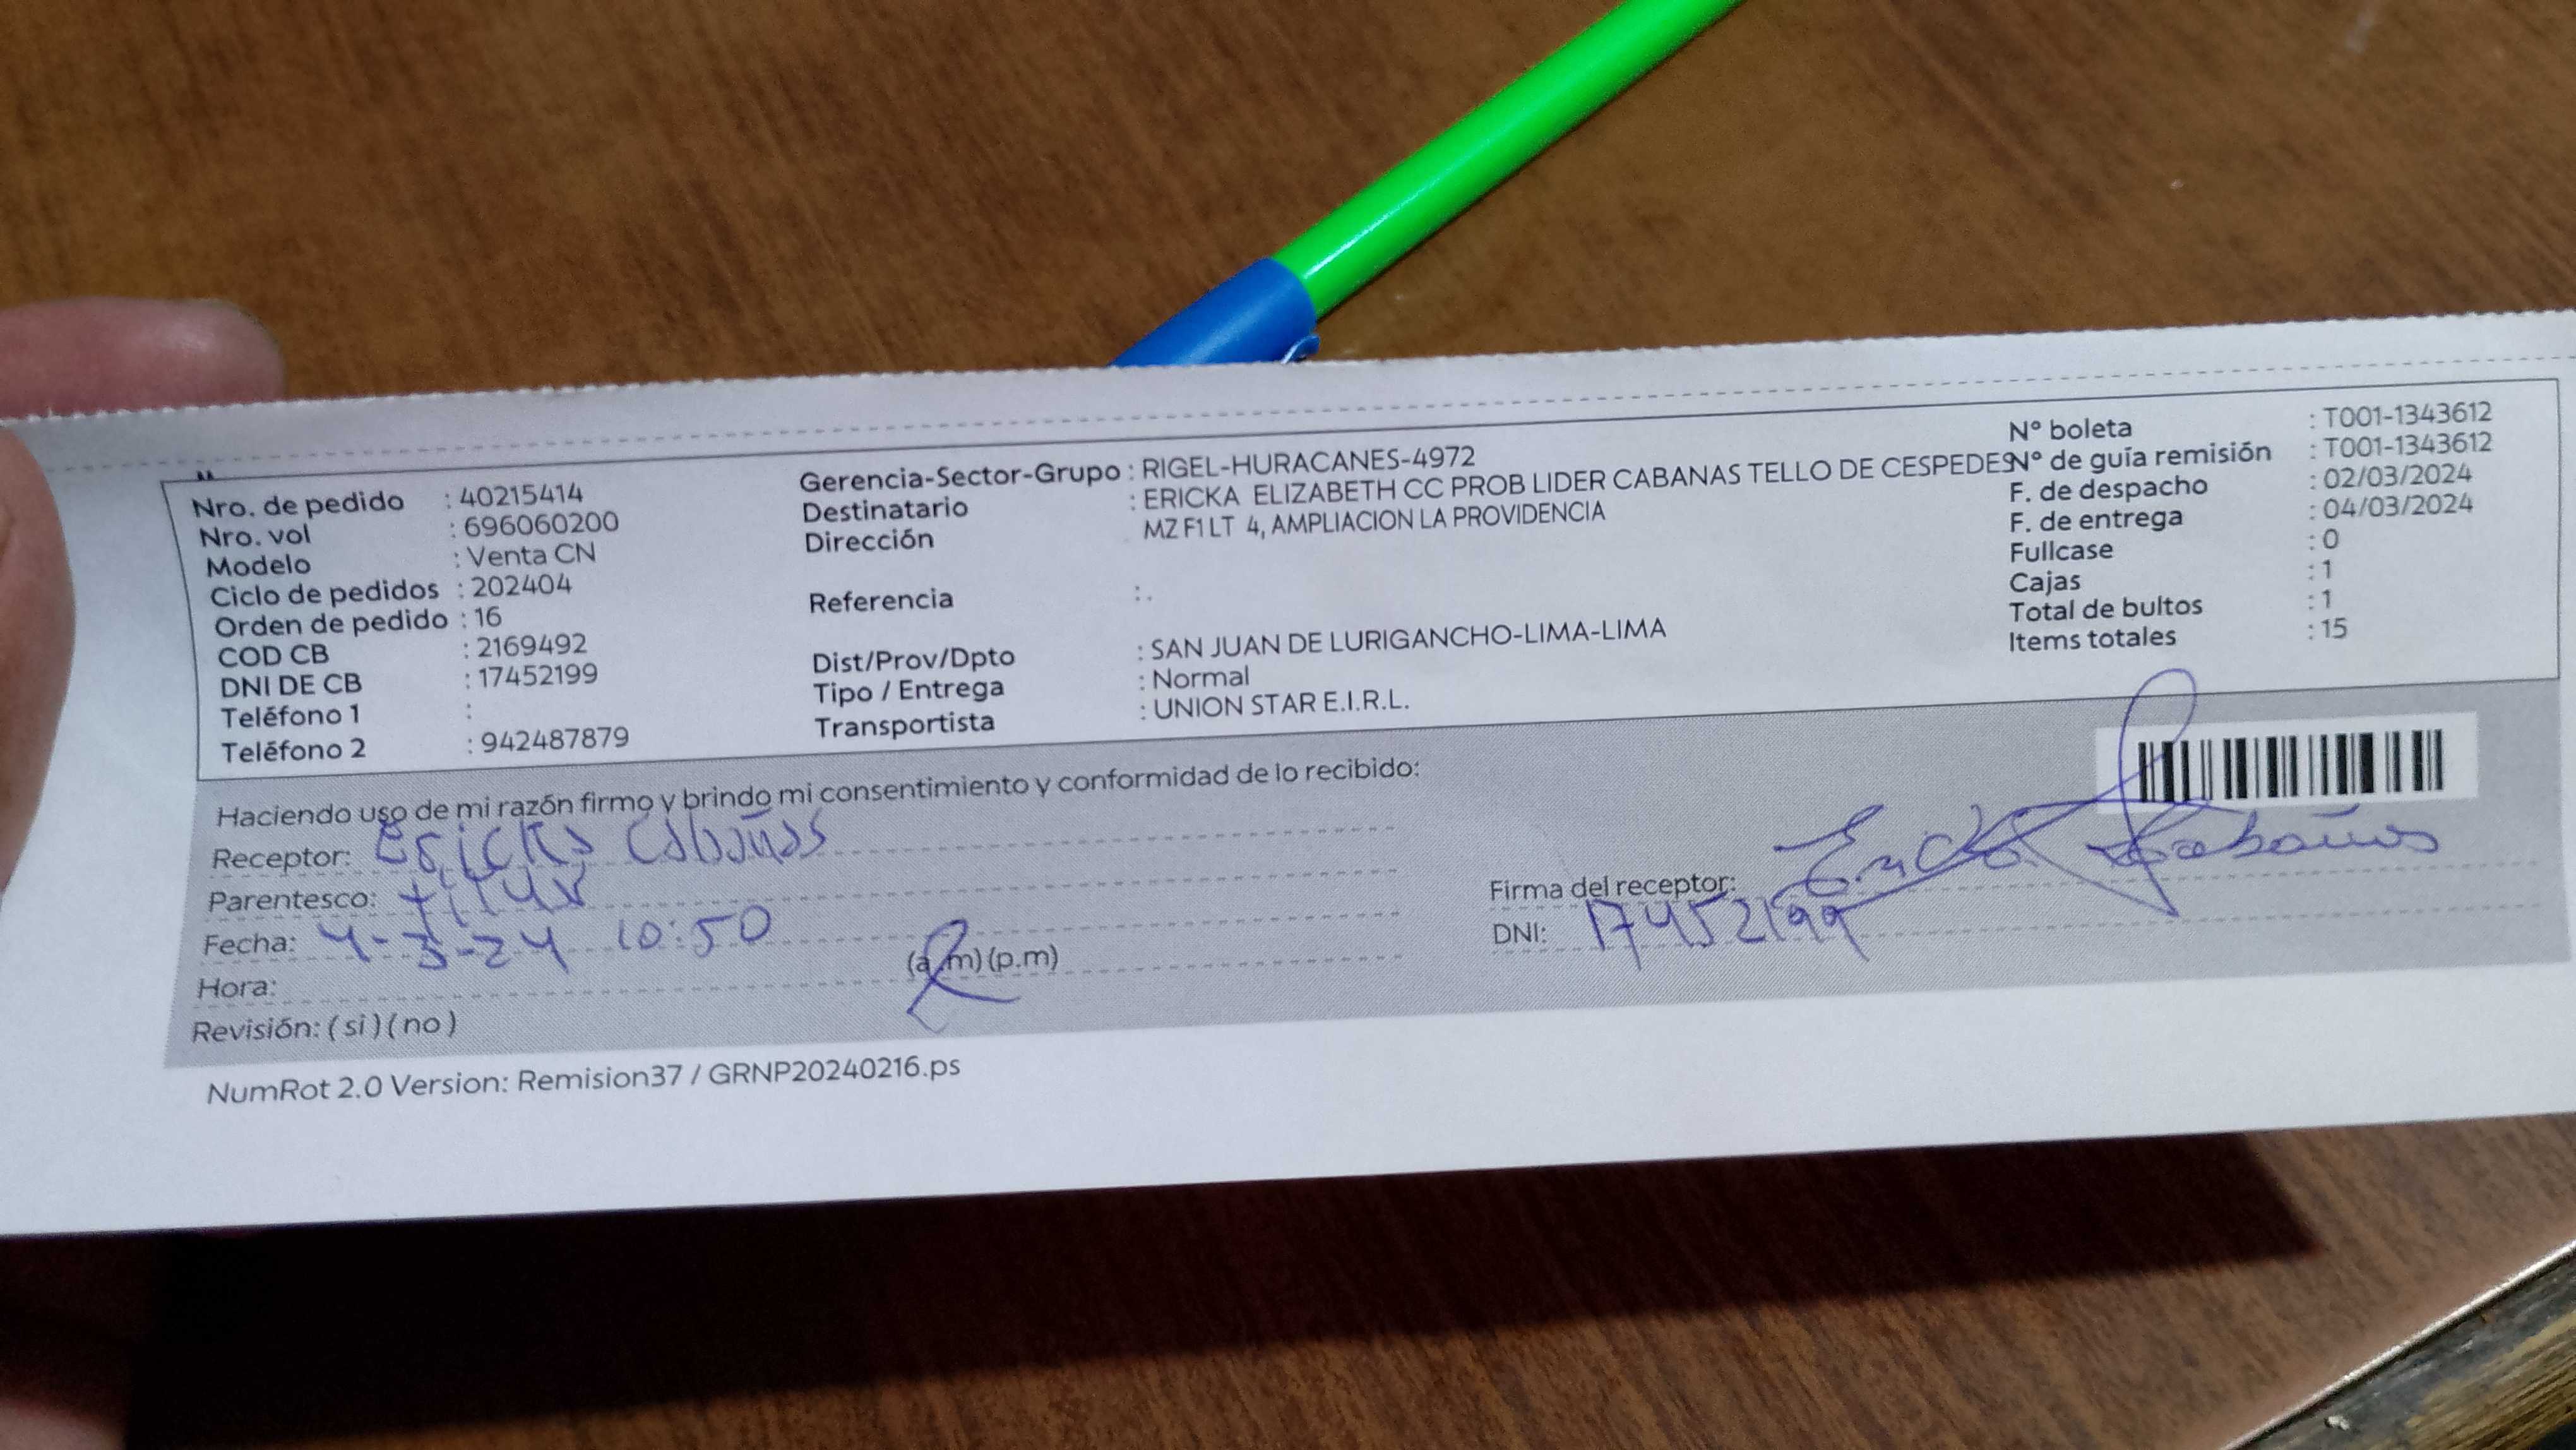 Nro. de pedido : 40215414
Nro. vol : 696060200
Modelo : Venta CN
Ciclo de pedidos : 202404
Orden de pedido : 16
COD CB : 2169492
DNI DE CB : 17452199
Teléfono 1 :
Teléfono 2 : 942487879
Gerencia-Sector-Grupo : RIGEL-HURACANES-4972
Destinatario : ERICKA ELIZABETH CC PROB LIDER CABANAS TELLO DE CESPEDES
Dirección MZ F1 LT 4, AMPLIACION LA PROVIDENCIA
Referencia : .
Dist/Prov/Dpto : SAN JUAN DE LURIGANCHO-LIMA-LIMA
Tipo / Entrega : Normal
Transportista : UNION STAR E.I.R.L.
N° boleta : T001-1343612
N° de guía remisión : T001-1343612
F. de despacho : 02/03/2024
F. de entrega : 04/03/2024
Fullcase : 0
Cajas : 1
Total de bultos : 1
Items totales : 15
Haciendo uso de mi razón firmo y brindo mi consentimiento y conformidad de lo recibido:
Receptor: Ericka Cabañas
Parentesco:
Fecha: 4-3-24 10:50
Hora: (a.m) (p.m)
Revisión: ( si ) ( no )
Firma del receptor: Ericka Cabañas
DNI: 17452199
NumRot 2.0 Version: Remision37 / GRNP20240216.ps